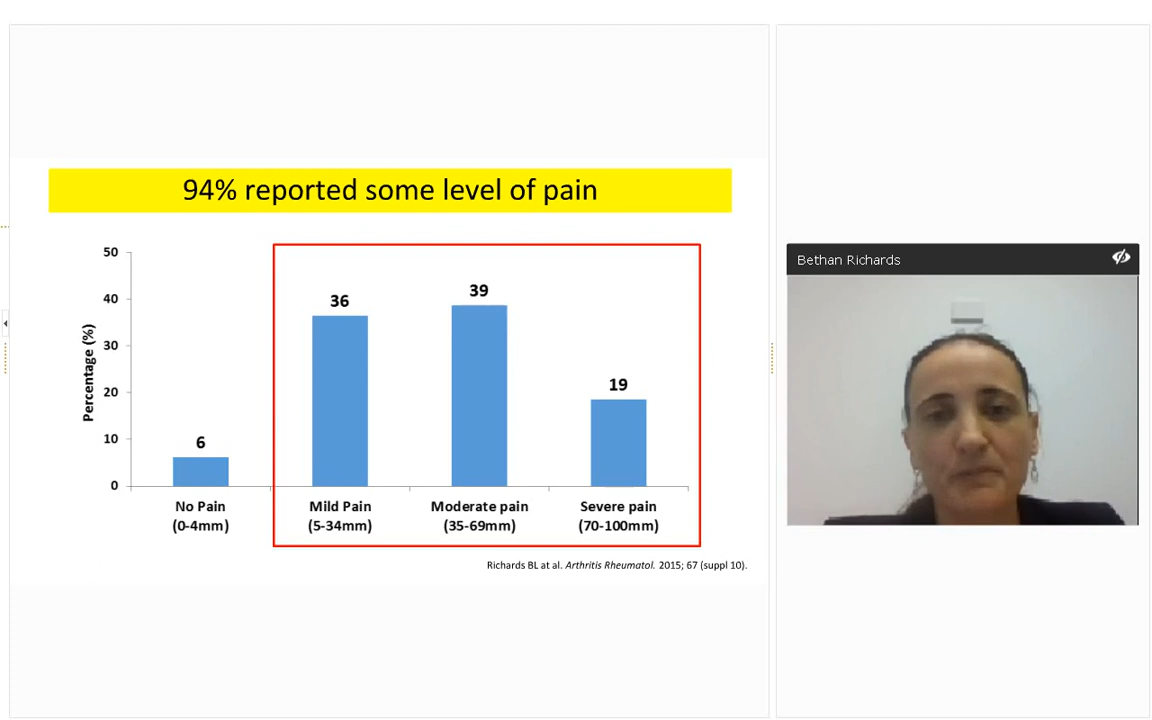 94% reported some level of pain
50
40
30
20
10
0
Percentage (%)
6
36
39
19
No Pain
(0-4mm)
Mild Pain
(5-34mm)
Moderate pain
(35-69mm)
Severe pain
(70-100mm)
Richards BL at al. Arthritis Rheumatol. 2015; 67 (suppl 10).
Bethan Richards